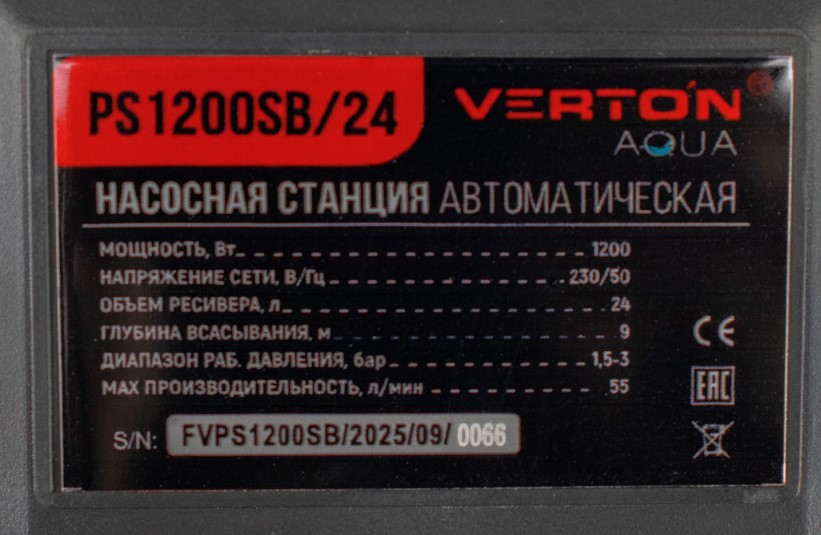 PS1200SB/24
VERTON
AQUA
НАСОСНАЯ СТАНЦИЯ АВТОМАТИЧЕСКАЯ
МОЩНОСТЬ, Вт 1200
НАПРЯЖЕНИЕ СЕТИ, В/Гц 230/50
ОБЪЕМ РЕСИВЕРА, л 24
ГЛУБИНА ВСАСЫВАНИЯ, м 9
ДИАПАЗОН РАБ. ДАВЛЕНИЯ, бар 1,5-3
MAX ПРОИЗВОДИТЕЛЬНОСТЬ, л/мин 55
CE
EAC
S/N: FVPS1200SB/2025/09/ 0066